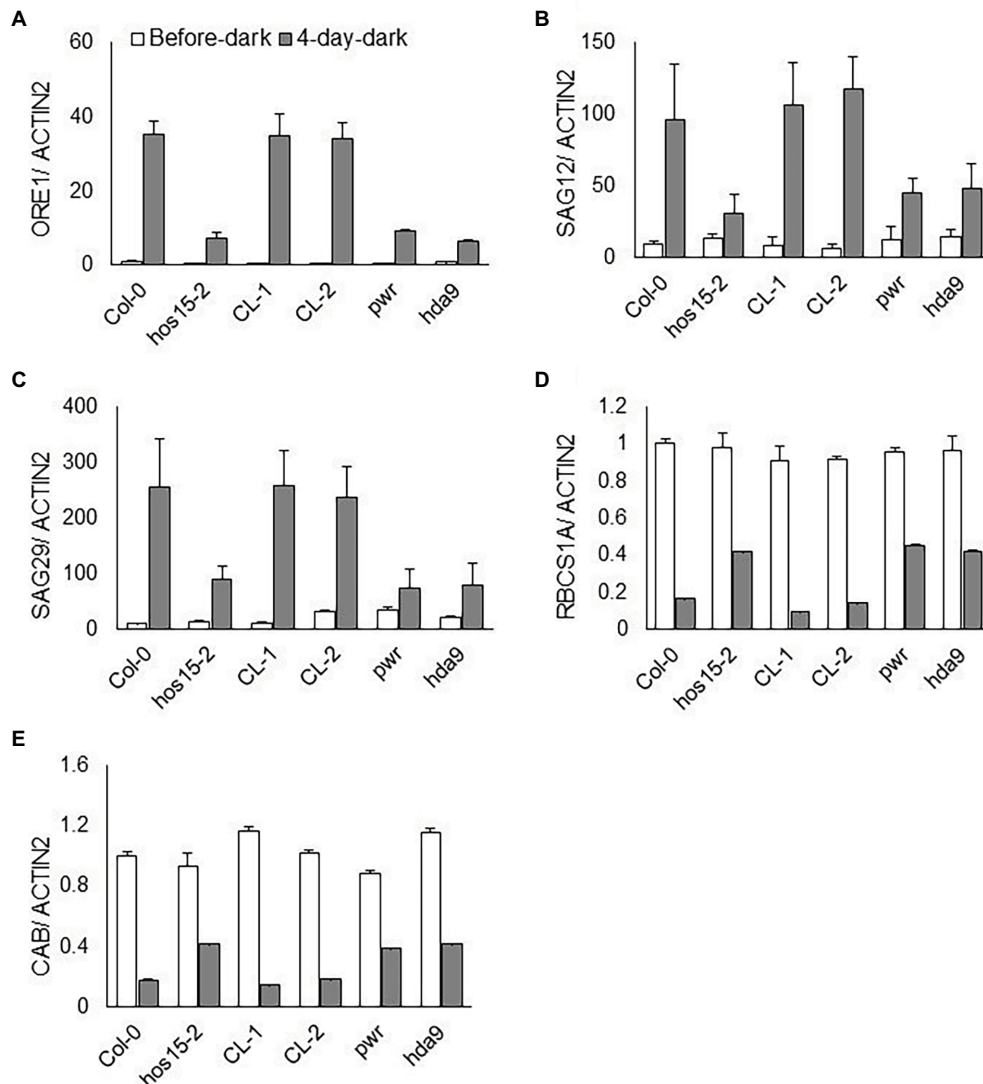 A
Before-dark 4-day-dark
ORE1/ ACTIN2
60
40
20
0
Col-0
hos15-2
CL-1
CL-2
pwr
hda9
B
SAG12/ ACTIN2
150
100
50
0
Col-0
hos15-2
CL-1
CL-2
pwr
hda9
C
SAG29/ ACTIN2
400
300
200
100
0
Col-0
hos15-2
CL-1
CL-2
pwr
hda9
D
RBCS1A/ ACTIN2
1.2
1
0.8
0.6
0.4
0.2
0
Col-0
hos15-2
CL-1
CL-2
pwr
hda9
E
CAB/ ACTIN2
1.6
1.2
0.8
0.4
0
Col-0
hos15-2
CL-1
CL-2
pwr
hda9